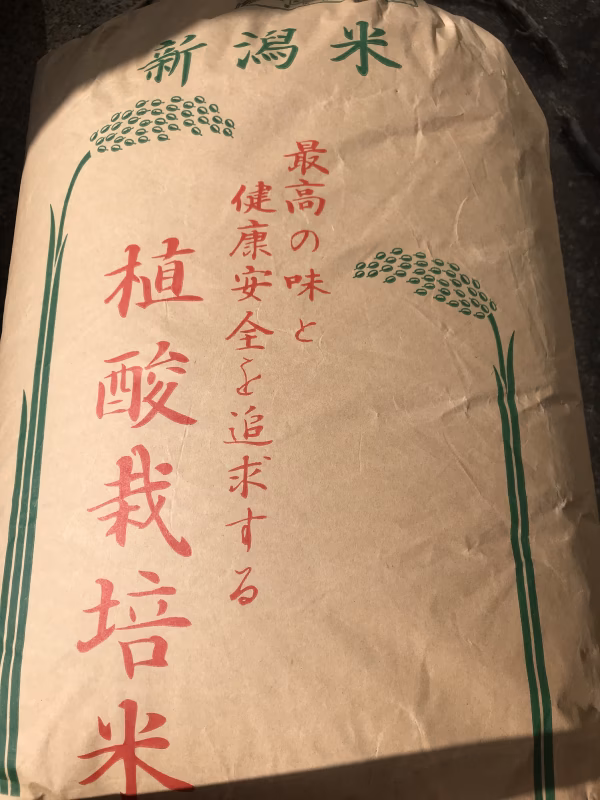 新潟米
最高の味と
健康安全を追求する
植酸栽培米